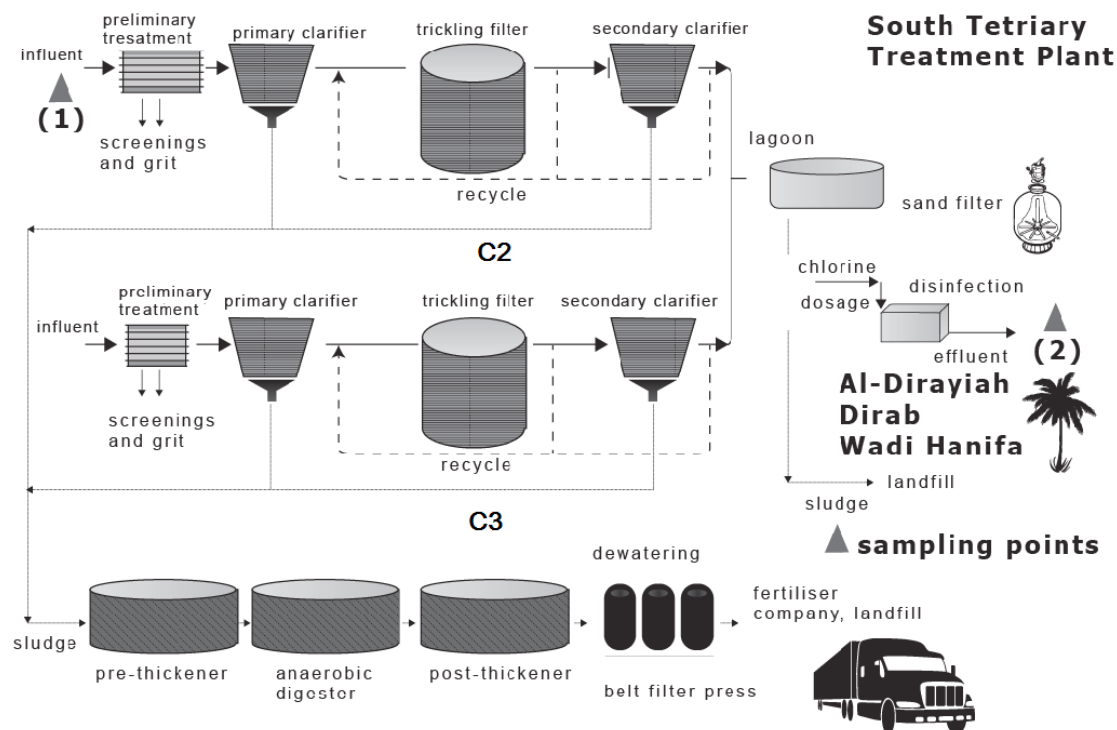 South Tetriary
Treatment Plant
preliminary
tresatment
primary clarifier
trickling filter
secondary clarifier
influent
(1)
screenings
and grit
recycle
lagoon
sand filter
C2
chlorine
dosage
disinfection
effluent
(2)
preliminary
treatment
primary clarifier
trickling filter
secondary clarifier
influent
screenings
and grit
recycle
Al-Dirayiah
Dirab
Wadi Hanifa
landfill
sludge
C3
sampling points
dewatering
fertiliser
company, landfill
sludge
pre-thickener
anaerobic
digestor
post-thickener
belt filter press